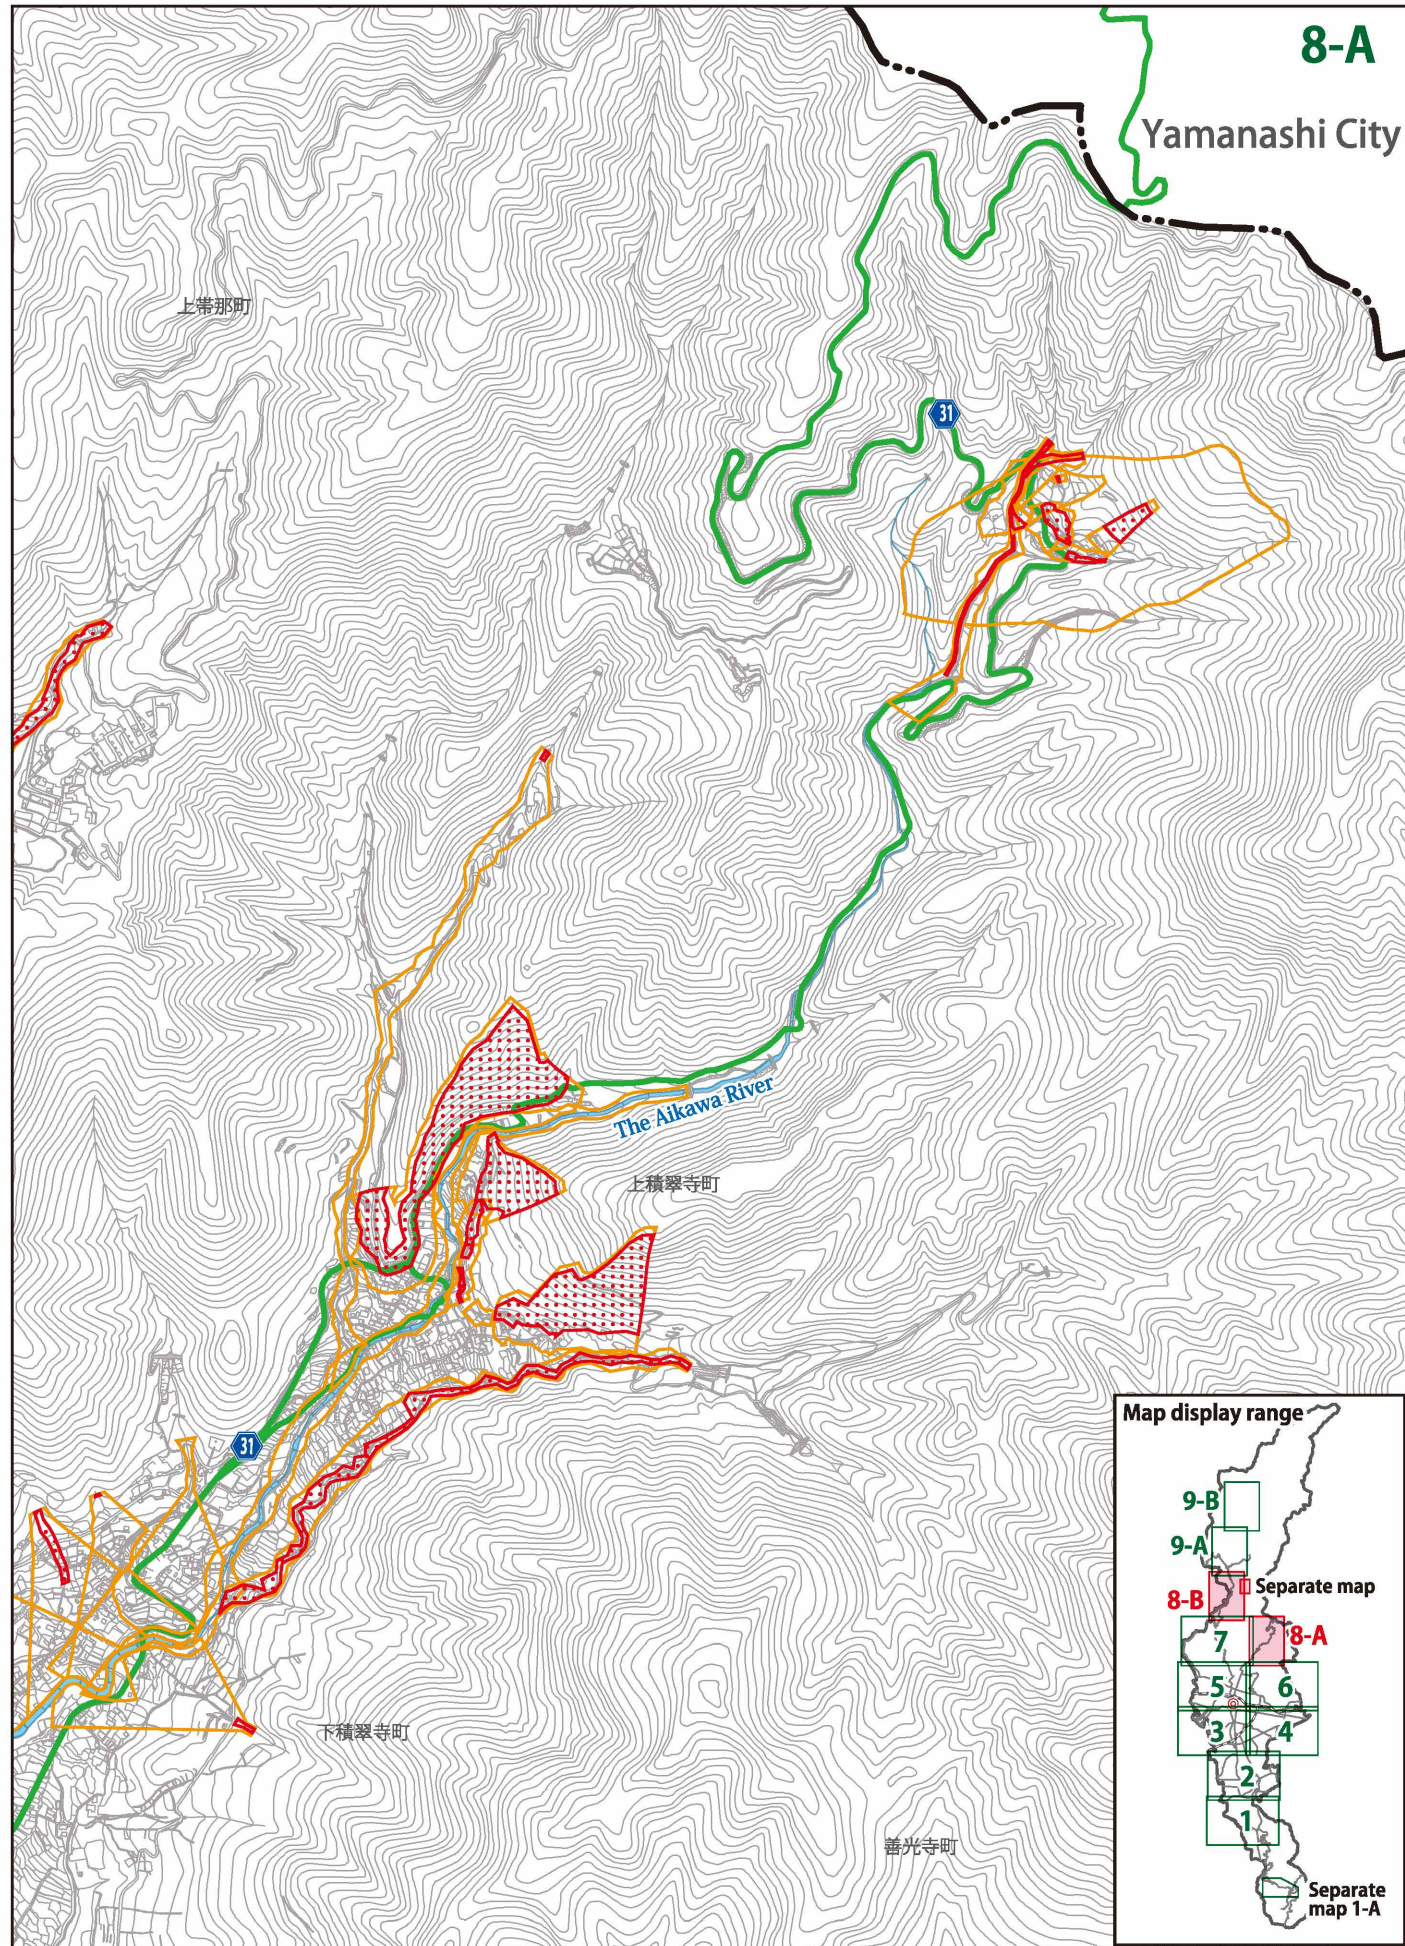 8-A
Yamanashi City
上帯那町
31
The Aikawa River
上積翠寺町
31
下積翠寺町
善光寺町
Map display range
9-B
9-A
Separate map
8-B
7
8-A
5
6
3
4
2
1
Separate
map 1-A